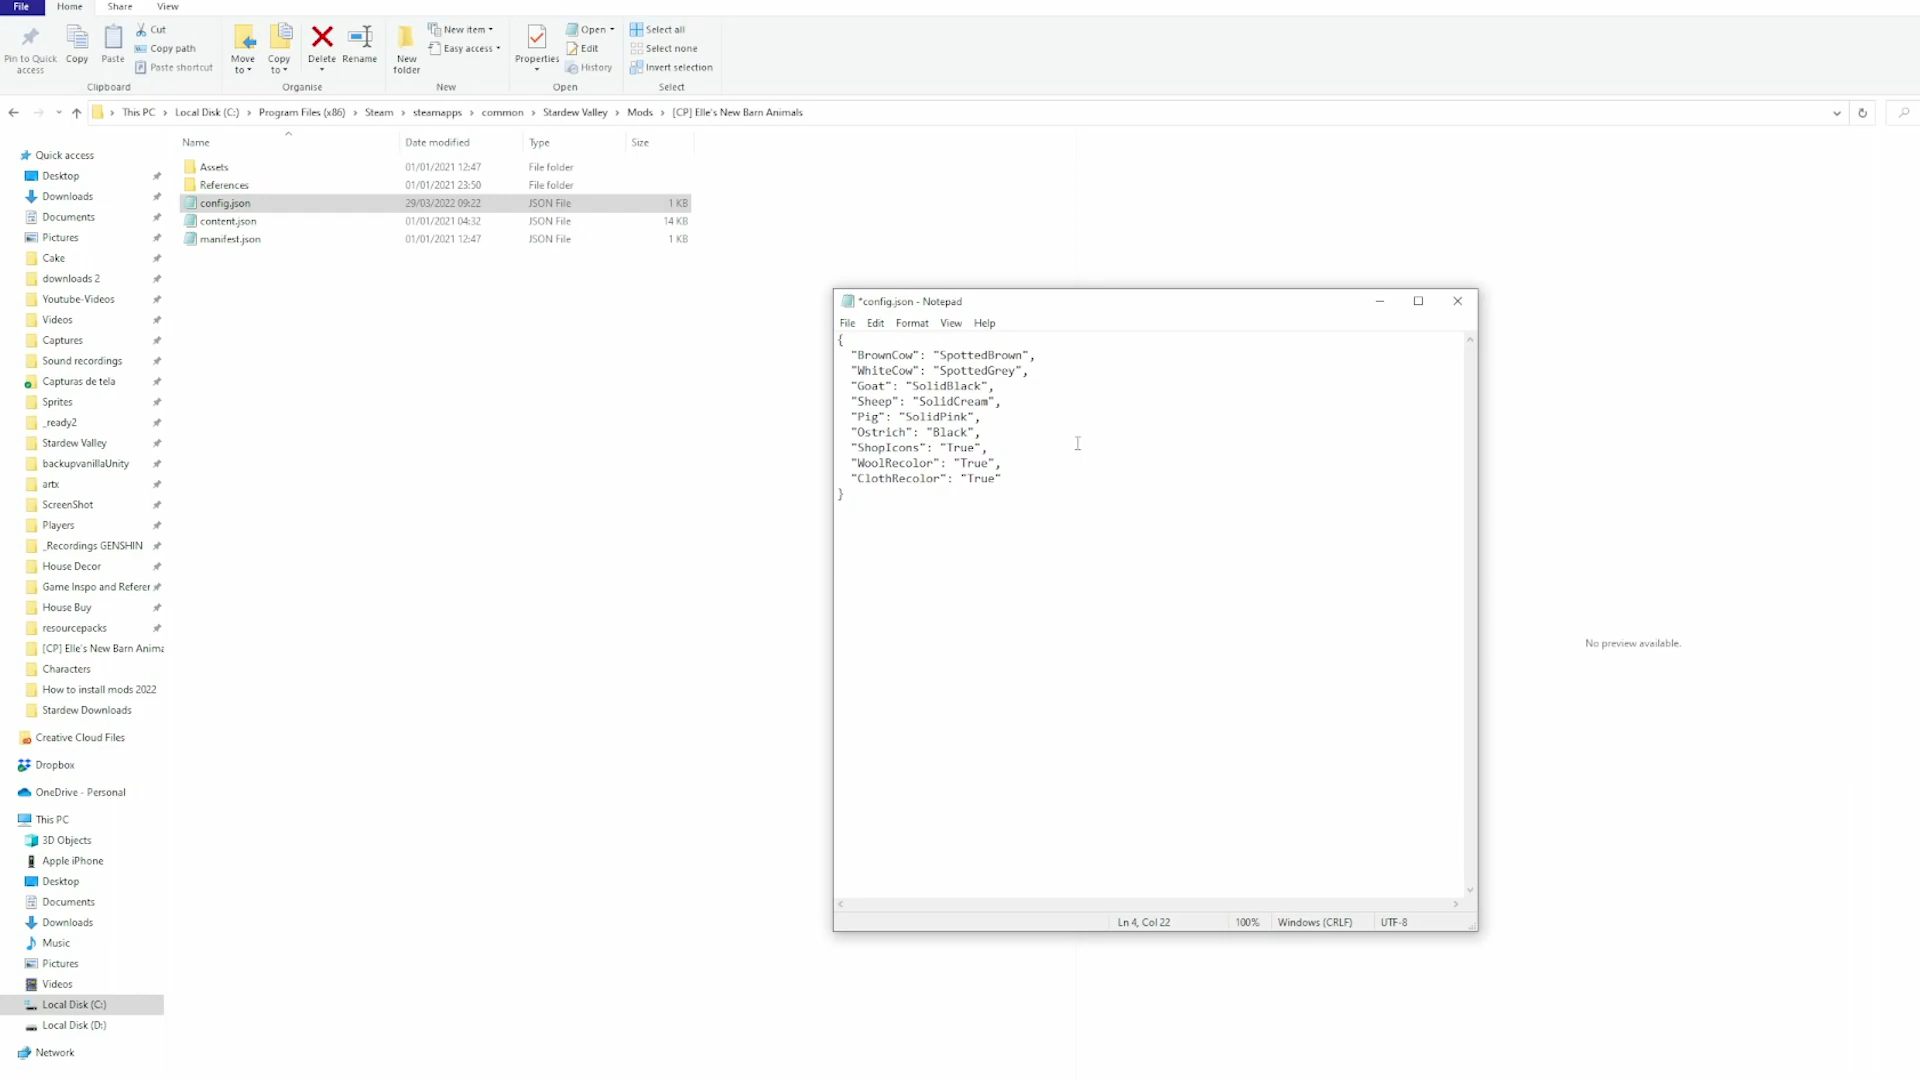 File Home Share View
Pin to Quick access
Copy
Paste
Cut
Copy path
Paste shortcut
Clipboard
Move to
Copy to
Delete
Rename
Organise
New folder
New item
Easy access
New
Properties
Open
Edit
History
Open
Select all
Select none
Invert selection
Select
This PC > Local Disk (C:) > Program Files (x86) > Steam > steamapps > common > Stardew Valley > Mods > [CP] Elle's New Barn Animals
Name Date modified Type Size
Assets 01/01/2021 12:47 File folder
References 01/01/2021 23:50 File folder
config.json 29/03/2022 09:22 JSON File 1 KB
content.json 01/01/2021 04:32 JSON File 14 KB
manifest.json 01/01/2021 12:47 JSON File 1 KB
Quick access
Desktop
Downloads
Documents
Pictures
Cake
downloads 2
Youtube-Videos
Videos
Captures
Sound recordings
Capturas de tela
Sprites
_ready2
Stardew Valley
backupvanillaUnity
artx
ScreenShot
Players
_Recordings GENSHIN
House Decor
Game Inspo and Referer
House Buy
resourcepacks
[CP] Elle's New Barn Anima
Characters
How to install mods 2022
Stardew Downloads
Creative Cloud Files
Dropbox
OneDrive - Personal
This PC
3D Objects
Apple iPhone
Desktop
Documents
Downloads
Music
Pictures
Videos
Local Disk (C:)
Local Disk (D:)
Network
*config.json - Notepad
File Edit Format View Help
{
"BrownCow": "SpottedBrown",
"WhiteCow": "SpottedGrey",
"Goat": "SolidBlack",
"Sheep": "SolidCream",
"Pig": "SolidPink",
"Ostrich": "Black",
"ShopIcons": "True",
"WoolRecolor": "True",
"ClothRecolor": "True"
}
Ln 4, Col 22 100% Windows (CRLF) UTF-8
No preview available.